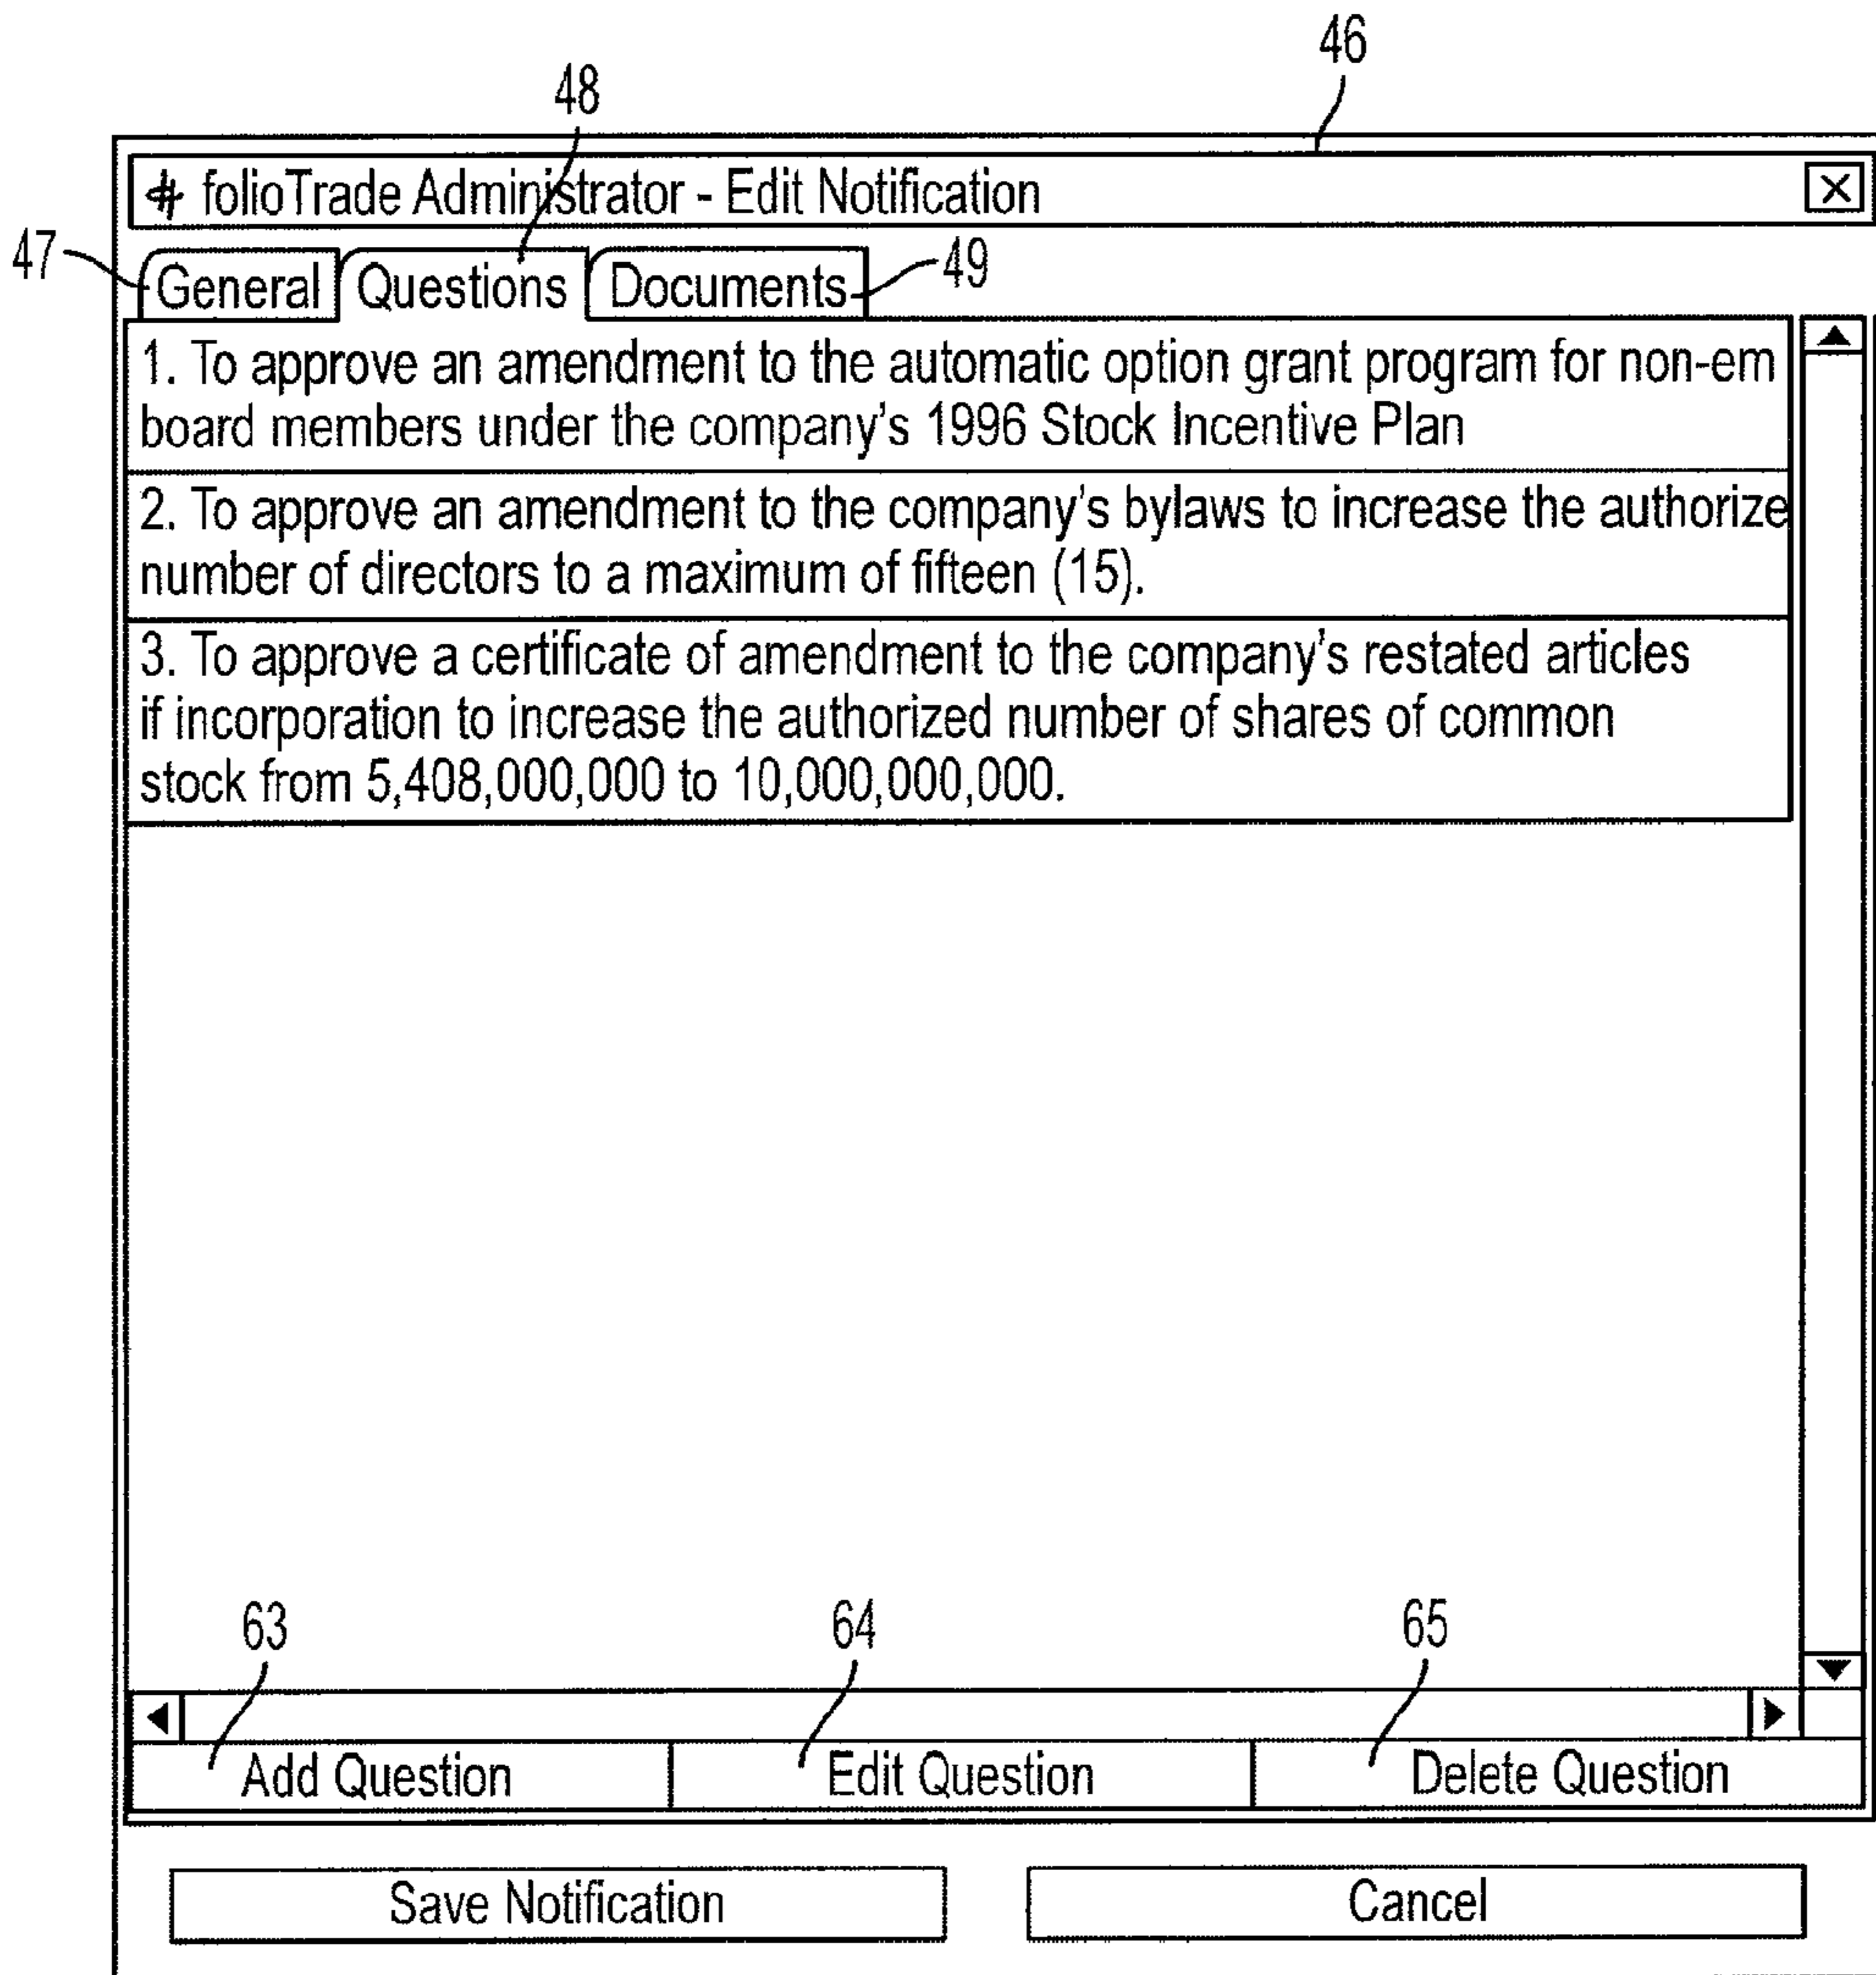 46
48
# folioTrade Administrator - Edit Notification X
47
General Questions Documents 49
1. To approve an amendment to the automatic option grant program for non-em
board members under the company's 1996 Stock Incentive Plan
2. To approve an amendment to the company's bylaws to increase the authorize
number of directors to a maximum of fifteen (15).
3. To approve a certificate of amendment to the company's restated articles
if incorporation to increase the authorized number of shares of common
stock from 5,408,000,000 to 10,000,000,000.
63 64 65
Add Question Edit Question Delete Question
Save Notification Cancel